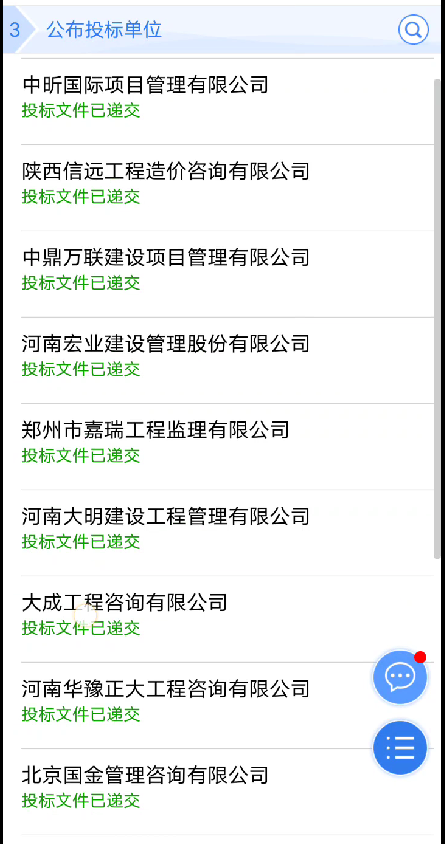 3
公布投标单位
中昕国际项目管理有限公司
投标文件已递交
陕西信远工程造价咨询有限公司
投标文件已递交
中鼎万联建设项目管理有限公司
投标文件已递交
河南宏业建设管理股份有限公司
投标文件已递交
郑州市嘉瑞工程监理有限公司
投标文件已递交
河南大明建设工程管理有限公司
投标文件已递交
大成工程咨询有限公司
投标文件已递交
河南华豫正大工程咨询有限公司
投标文件已递交
北京国金管理咨询有限公司
投标文件已递交